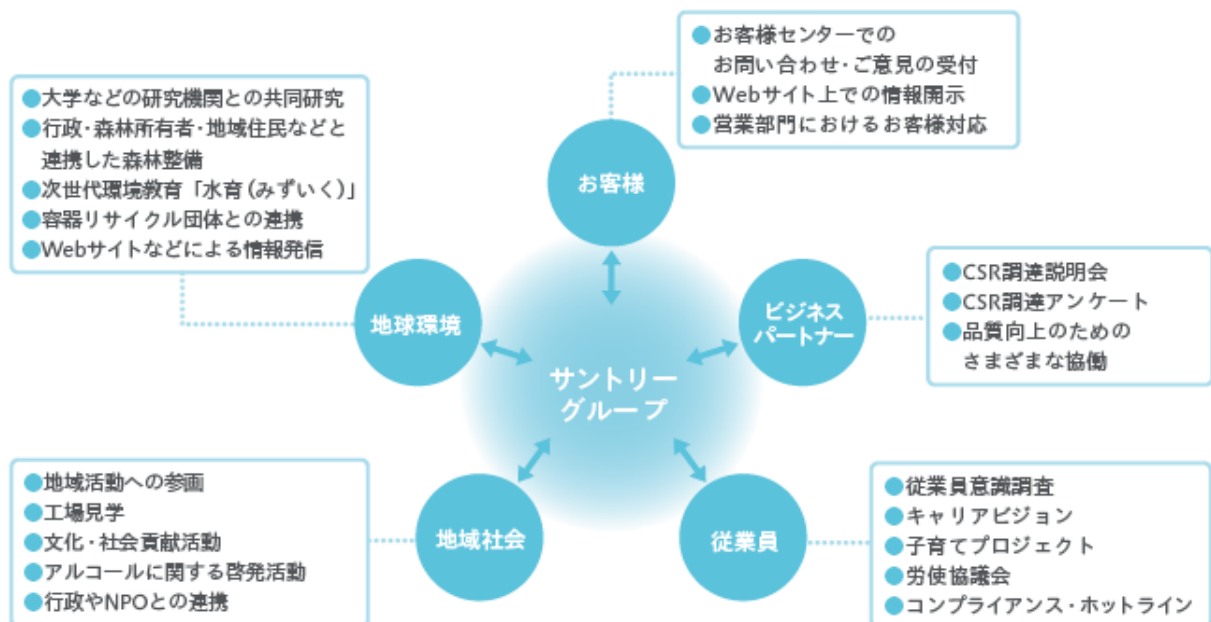 ●お客様センターでの
お問い合わせ・ご意見の受付
●Webサイト上での情報開示
●営業部門におけるお客様対応
お客様
●大学などの研究機関との共同研究
●行政・森林所有者・地域住民などと
連携した森林整備
●次世代環境教育「水育（みずいく）」
●容器リサイクル団体との連携
●Webサイトなどによる情報発信
地球環境
ビジネス
パートナー
●CSR調達説明会
●CSR調達アンケート
●品質向上のための
さまざまな協働
サントリー
グループ
●地域活動への参画
●工場見学
●文化・社会貢献活動
●アルコールに関する啓発活動
●行政やNPOとの連携
地域社会
従業員
●従業員意識調査
●キャリアビジョン
●子育てプロジェクト
●労使協議会
●コンプライアンス・ホットライン